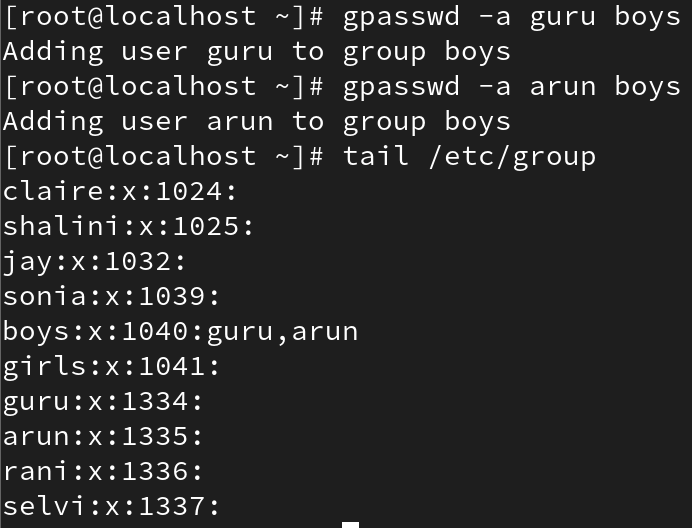 [root@localhost ~]# gpasswd -a guru boys
Adding user guru to group boys
[root@localhost ~]# gpasswd -a arun boys
Adding user arun to group boys
[root@localhost ~]# tail /etc/group
claire:x:1024:
shalini:x:1025:
jay:x:1032:
sonia:x:1039:
boys:x:1040:guru,arun
girls:x:1041:
guru:x:1334:
arun:x:1335:
rani:x:1336:
selvi:x:1337: